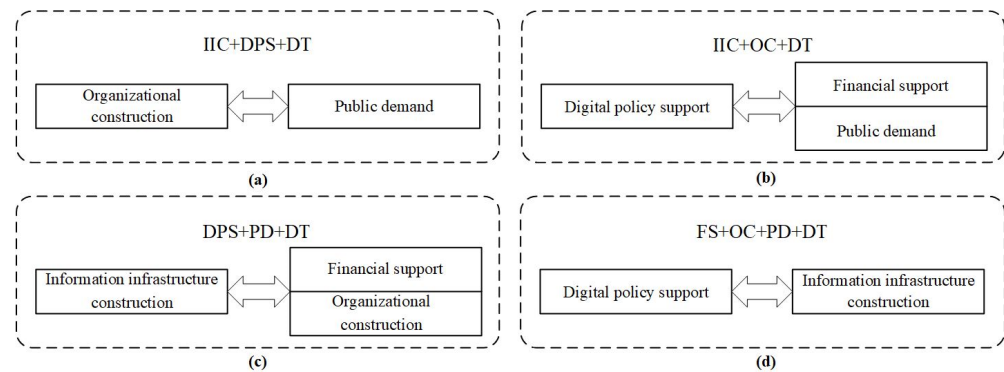 IIC+DPS+DT
Organizational
construction
Public demand
(a)
IIC+OC+DT
Digital policy support
Financial support
Public demand
(b)
DPS+PD+DT
Information infrastructure
construction
Financial support
Organizational
construction
(c)
FS+OC+PD+DT
Digital policy support
Information infrastructure
construction
(d)